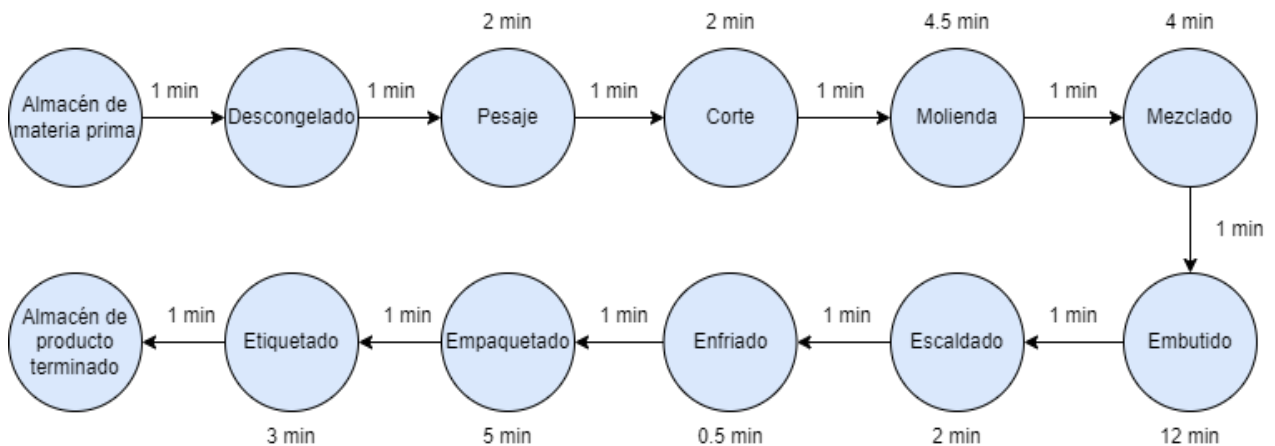 2 min
2 min
4.5 min
4 min
Almacén de
materia prima
1 min
Descongelado
1 min
Pesaje
1 min
Corte
1 min
Molienda
1 min
Mezclado
1 min
Almacén de
producto
terminado
1 min
Etiquetado
1 min
Empaquetado
1 min
Enfriado
1 min
Escaldado
1 min
Embutido
3 min
5 min
0.5 min
2 min
12 min